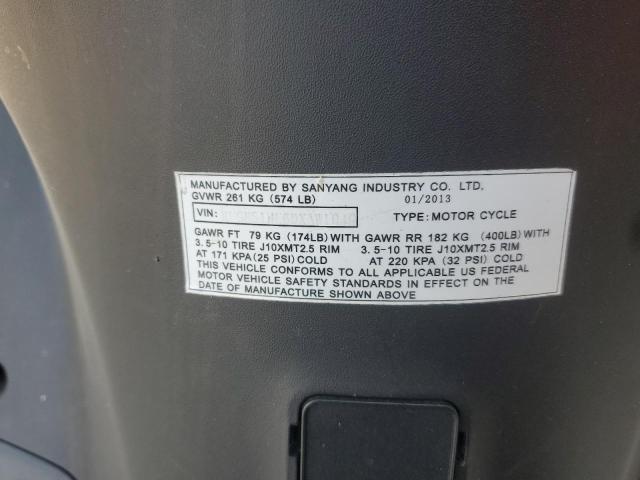 MANUFACTURED BY SANYANG INDUSTRY CO. LTD.
GVWR 261 KG (574 LB) 01/2013
VIN: TYPE: MOTOR CYCLE
GAWR FT 79 KG (174LB) WITH GAWR RR 182 KG (400LB) WITH
3.5-10 TIRE J10XMT2.5 RIM 3.5-10 TIRE J10XMT2.5 RIM
AT 171 KPA (25 PSI) COLD AT 220 KPA (32 PSI) COLD
THIS VEHICLE CONFORMS TO ALL APPLICABLE US FEDERAL
MOTOR VEHICLE SAFETY STANDARDS IN EFFECT ON THE
DATE OF MANUFACTURE SHOWN ABOVE